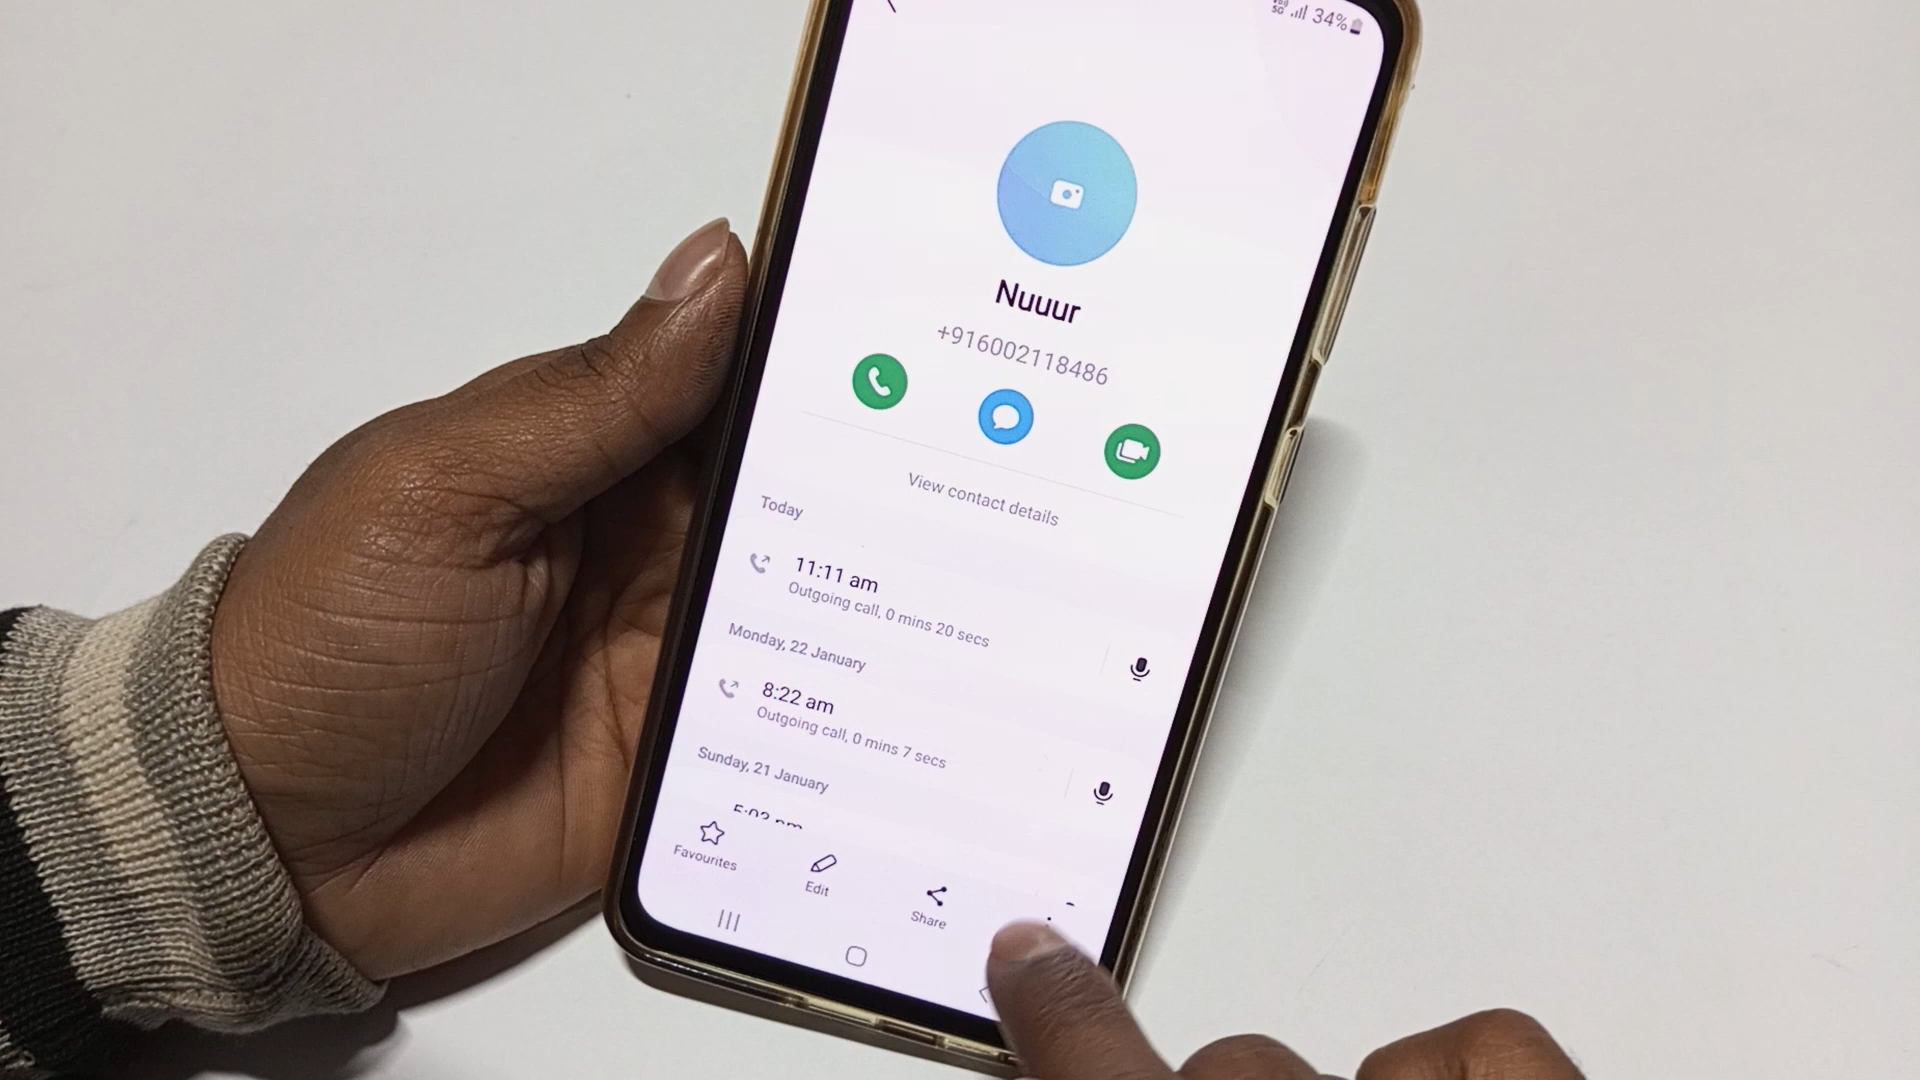 5G 34%
Nuuur
+916002118486
View contact details
Today
11:11 am
Outgoing call, 0 mins 20 secs
Monday, 22 January
8:22 am
Outgoing call, 0 mins 7 secs
Sunday, 21 January
Favourites
Edit
Share